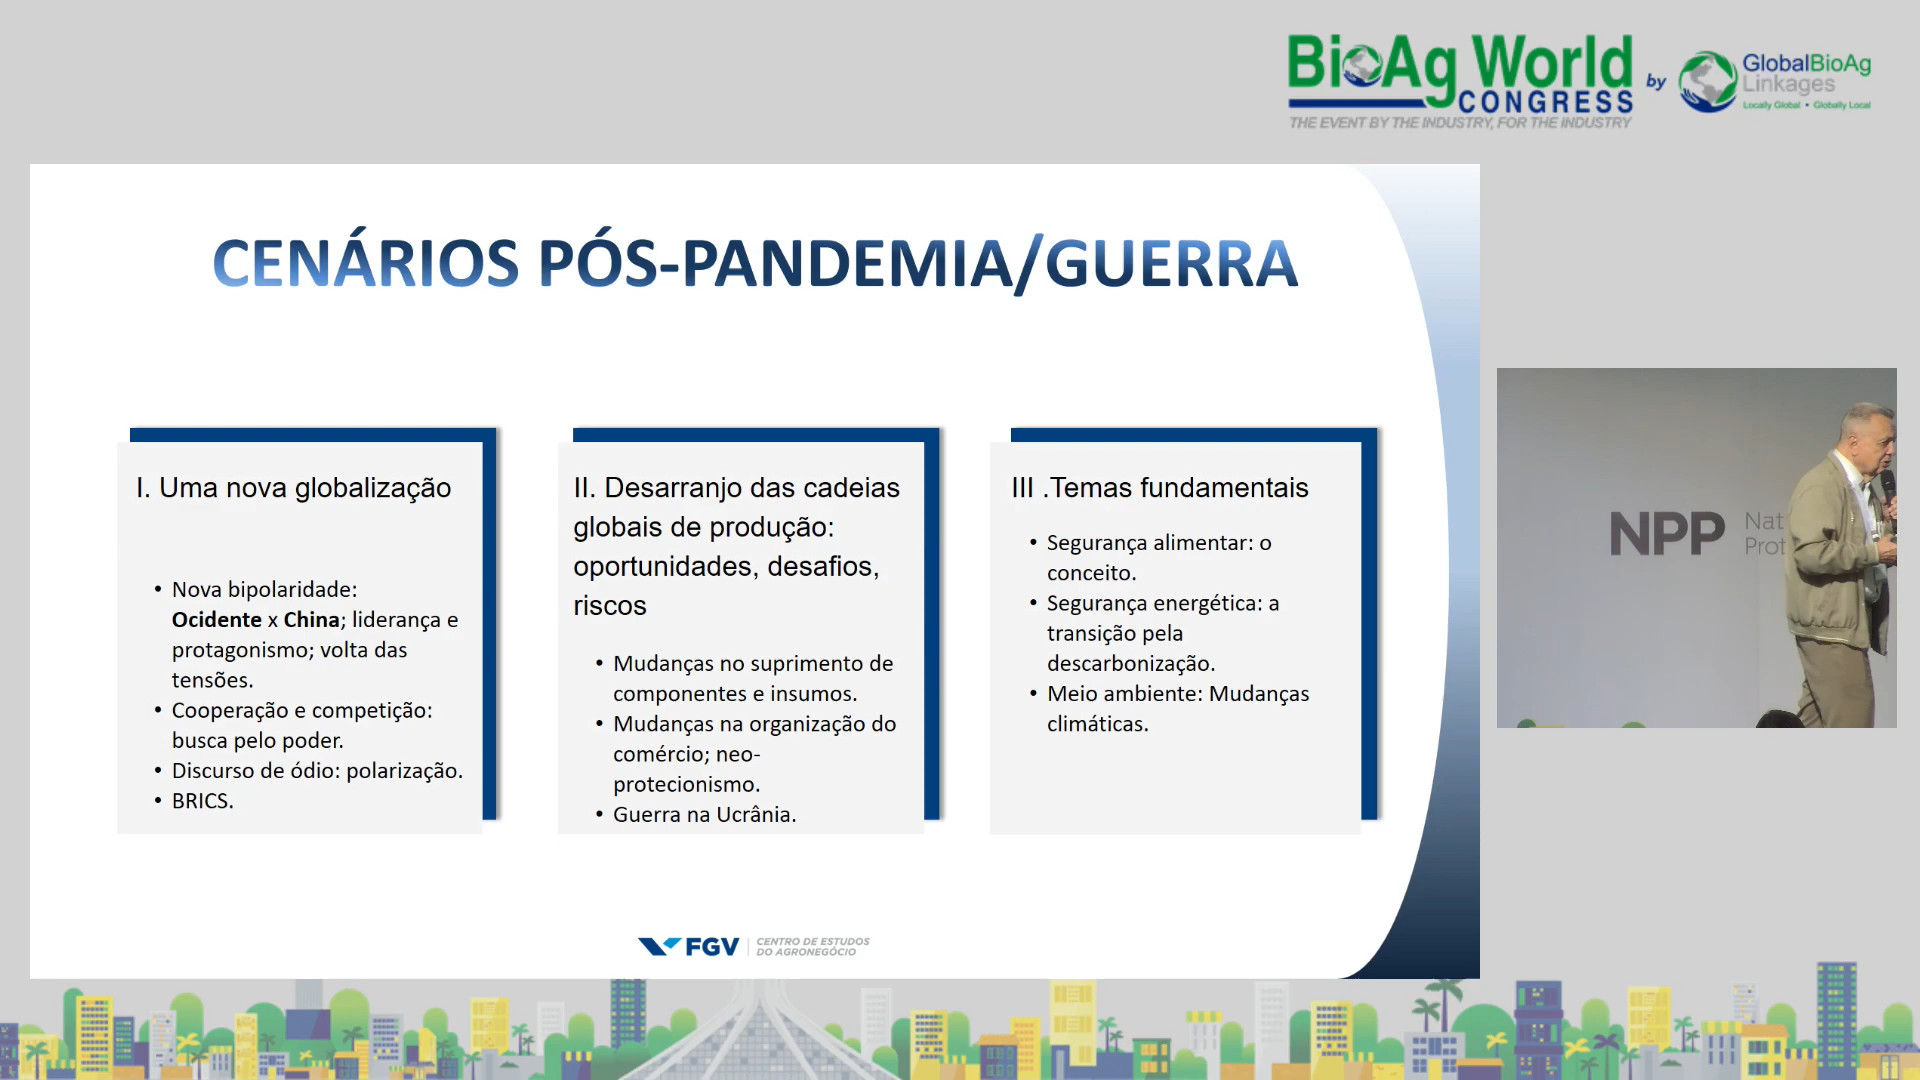 BioAg World
CONGRESS
THE EVENT BY THE INDUSTRY, FOR THE INDUSTRY
by
GlobalBioAg
Linkages
Locally Global • Globally Local
CENÁRIOS PÓS-PANDEMIA/GUERRA
I. Uma nova globalização
• Nova bipolaridade:
Ocidente x China; liderança e
protagonismo; volta das
tensões.
• Cooperação e competição:
busca pelo poder.
• Discurso de ódio: polarização.
• BRICS.
II. Desarranjo das cadeias
globais de produção:
oportunidades, desafios,
riscos
• Mudanças no suprimento de
componentes e insumos.
• Mudanças na organização do
comércio; neo-
protecionismo.
• Guerra na Ucrânia.
III .Temas fundamentais
• Segurança alimentar: o
conceito.
• Segurança energética: a
transição pela
descarbonização.
• Meio ambiente: Mudanças
climáticas.
NPP
Nat
Prot
FGV
CENTRO DE ESTUDOS
DO AGRONEGÓCIO